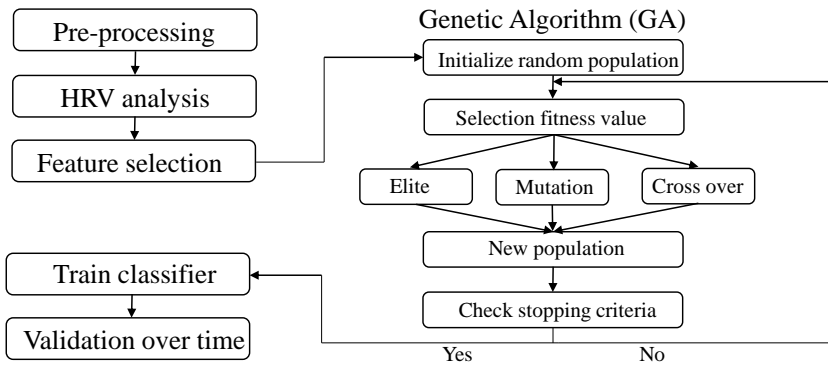 Pre-processing
HRV analysis
Feature selection
Genetic Algorithm (GA)
Initialize random population
Selection fitness value
Elite
Mutation
Cross over
New population
Check stopping criteria
Yes
No
Train classifier
Validation over time